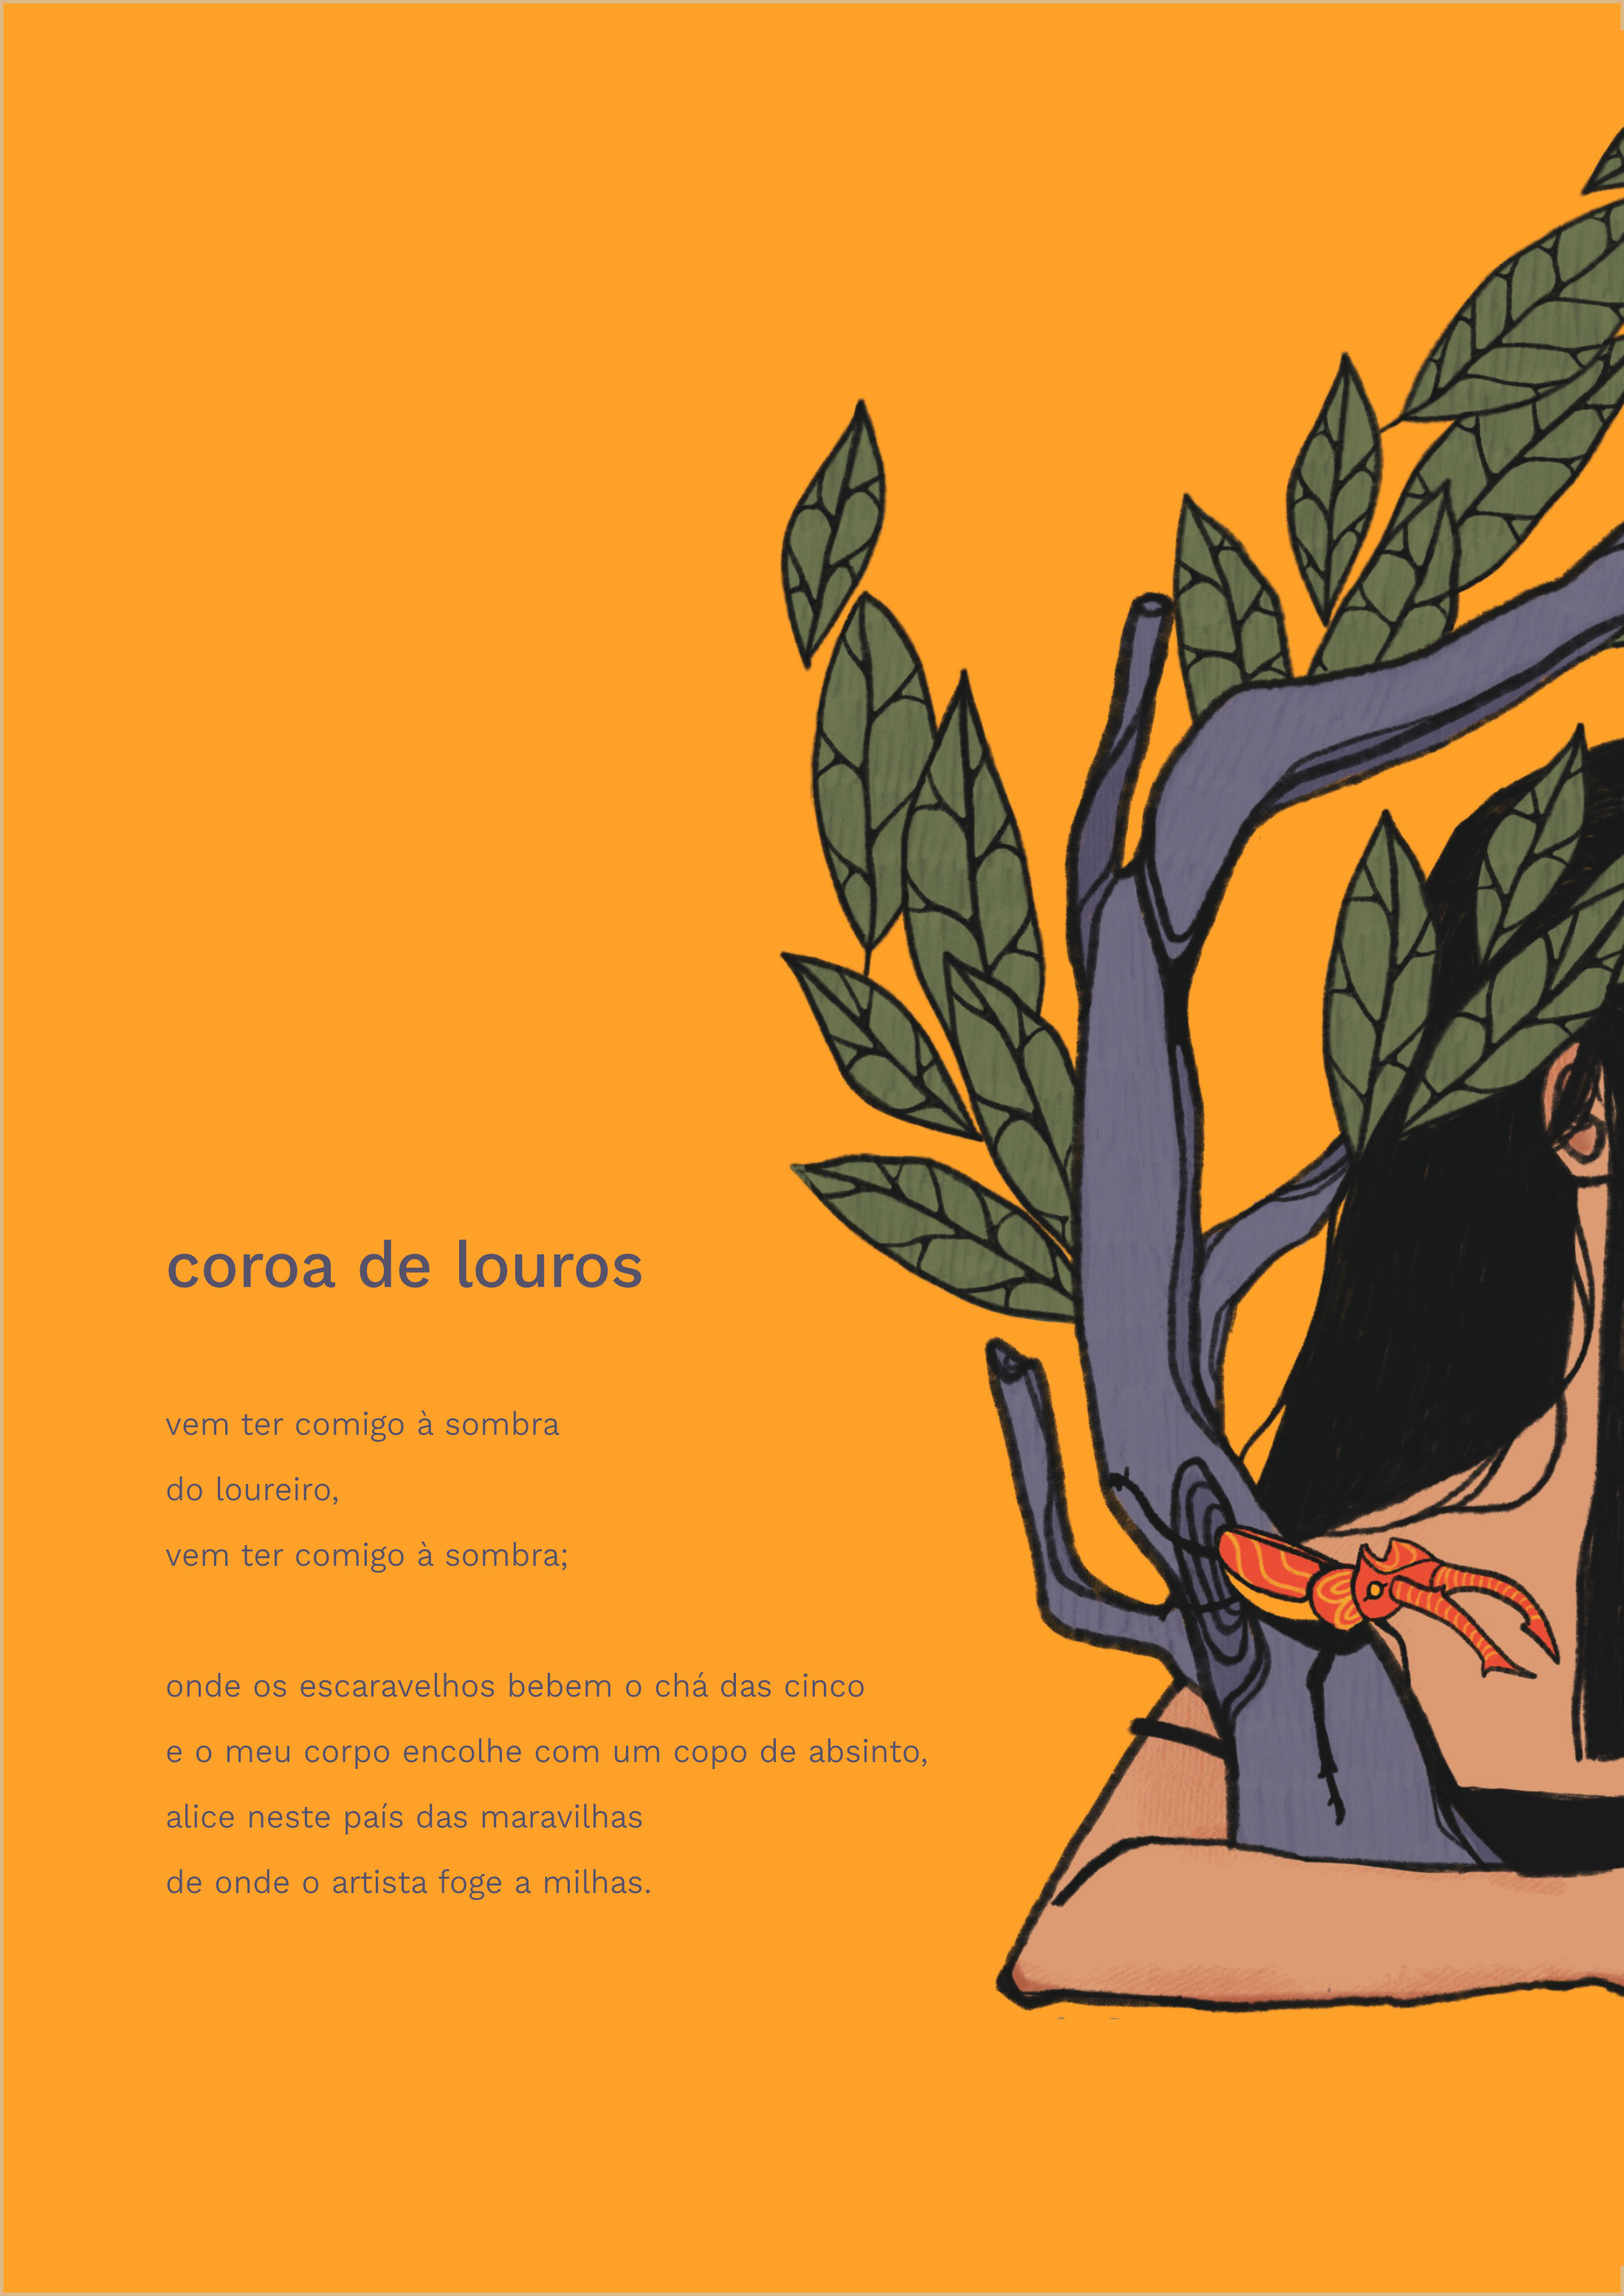 coroa de louros
vem ter comigo à sombra
do loureiro,
vem ter comigo à sombra;
onde os escaravelhos bebem o chá das cinco
e o meu corpo encolhe com um copo de absinto,
alice neste país das maravilhas
de onde o artista foge a milhas.